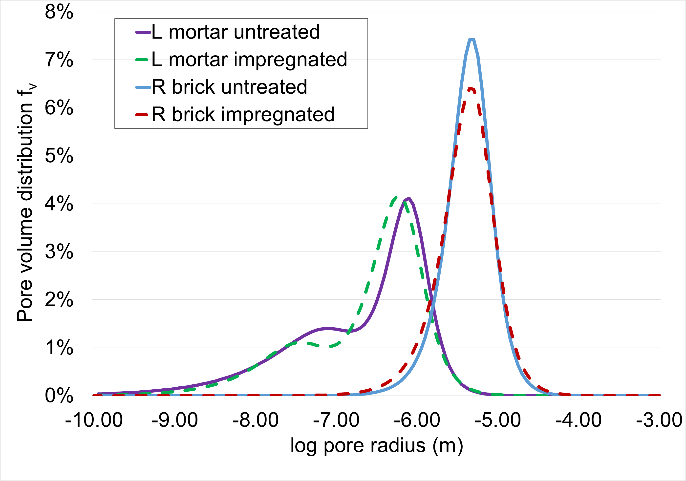 8%
L mortar untreated
L mortar impregnated
R brick untreated
R brick impregnated
7%
6%
5%
4%
3%
2%
1%
0%
Pore volume distribution fv
-10.00 -9.00 -8.00 -7.00 -6.00 -5.00 -4.00 -3.00
log pore radius (m)